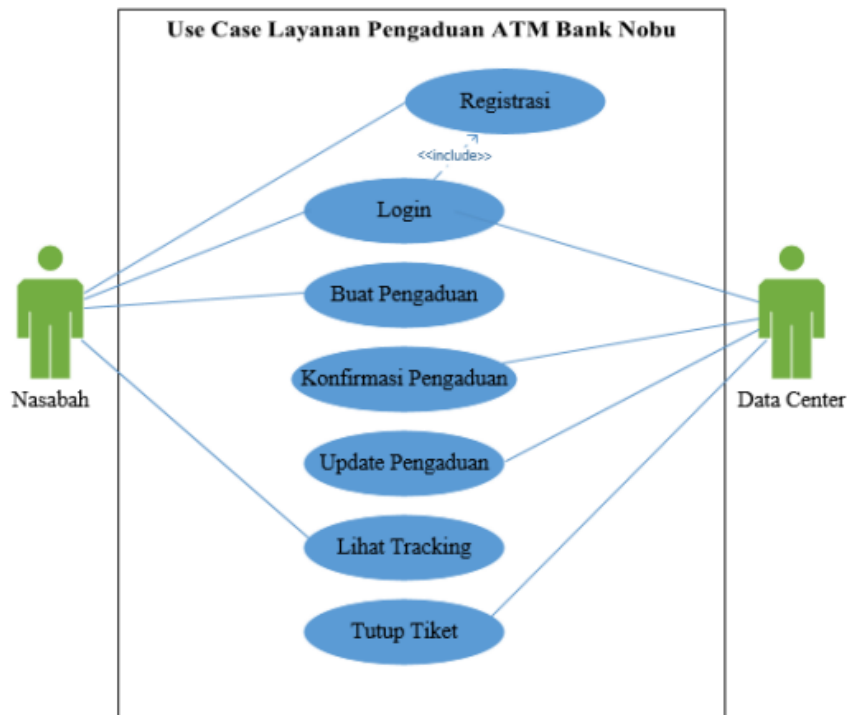 Use Case Layanan Pengaduan ATM Bank Nobu
Registrasi
<<include>>
Login
Buat Pengaduan
Konfirmasi Pengaduan
Nasabah
Data Center
Update Pengaduan
Lihat Tracking
Tutup Tiket